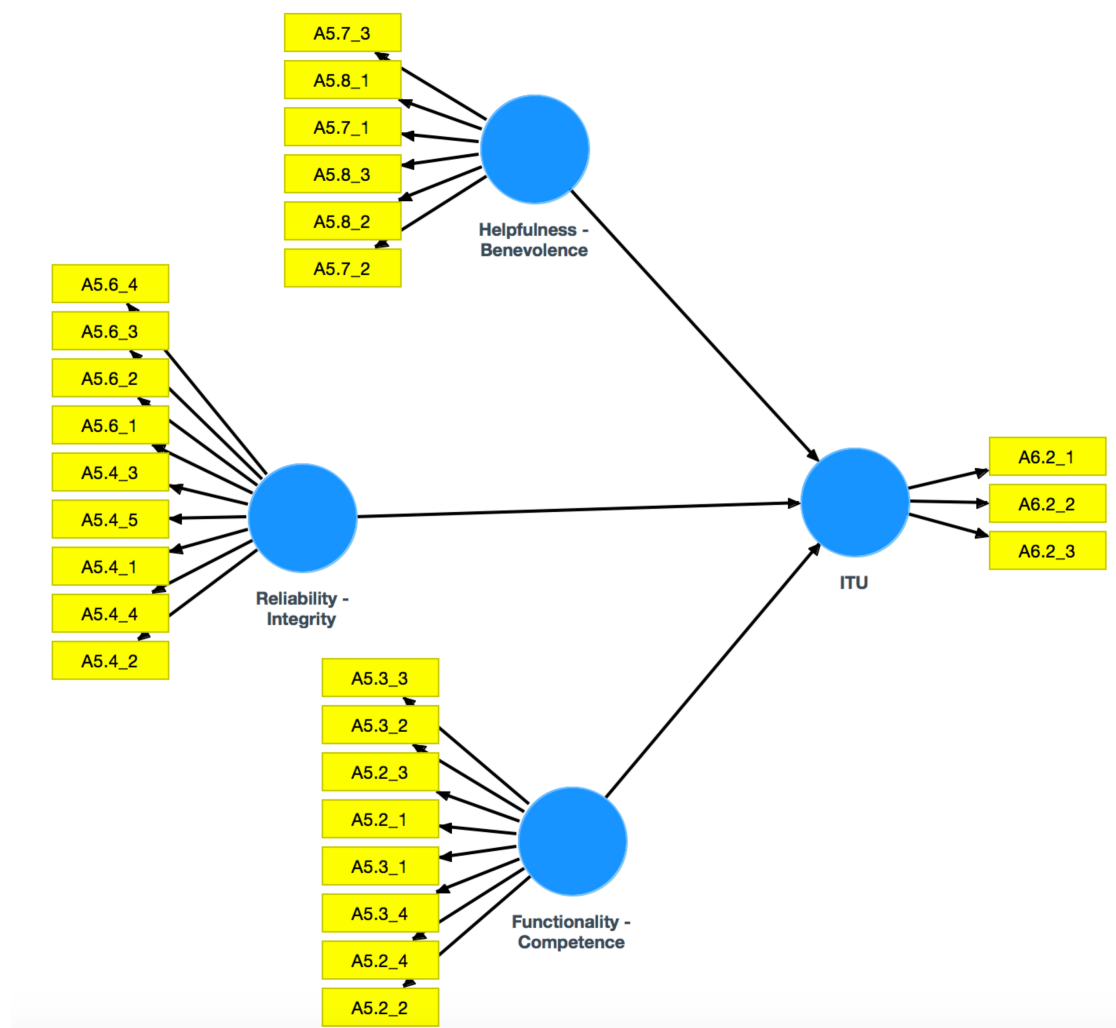 A5.7_3
A5.8_1
A5.7_1
A5.8_3
A5.8_2
A5.7_2
Helpfulness -
Benevolence
A5.6_4
A5.6_3
A5.6_2
A5.6_1
A5.4_3
A5.4_5
A5.4_1
A5.4_4
A5.4_2
Reliability -
Integrity
A6.2_1
A6.2_2
A6.2_3
ITU
A5.3_3
A5.3_2
A5.2_3
A5.2_1
A5.3_1
A5.3_4
A5.2_4
A5.2_2
Functionality -
Competence